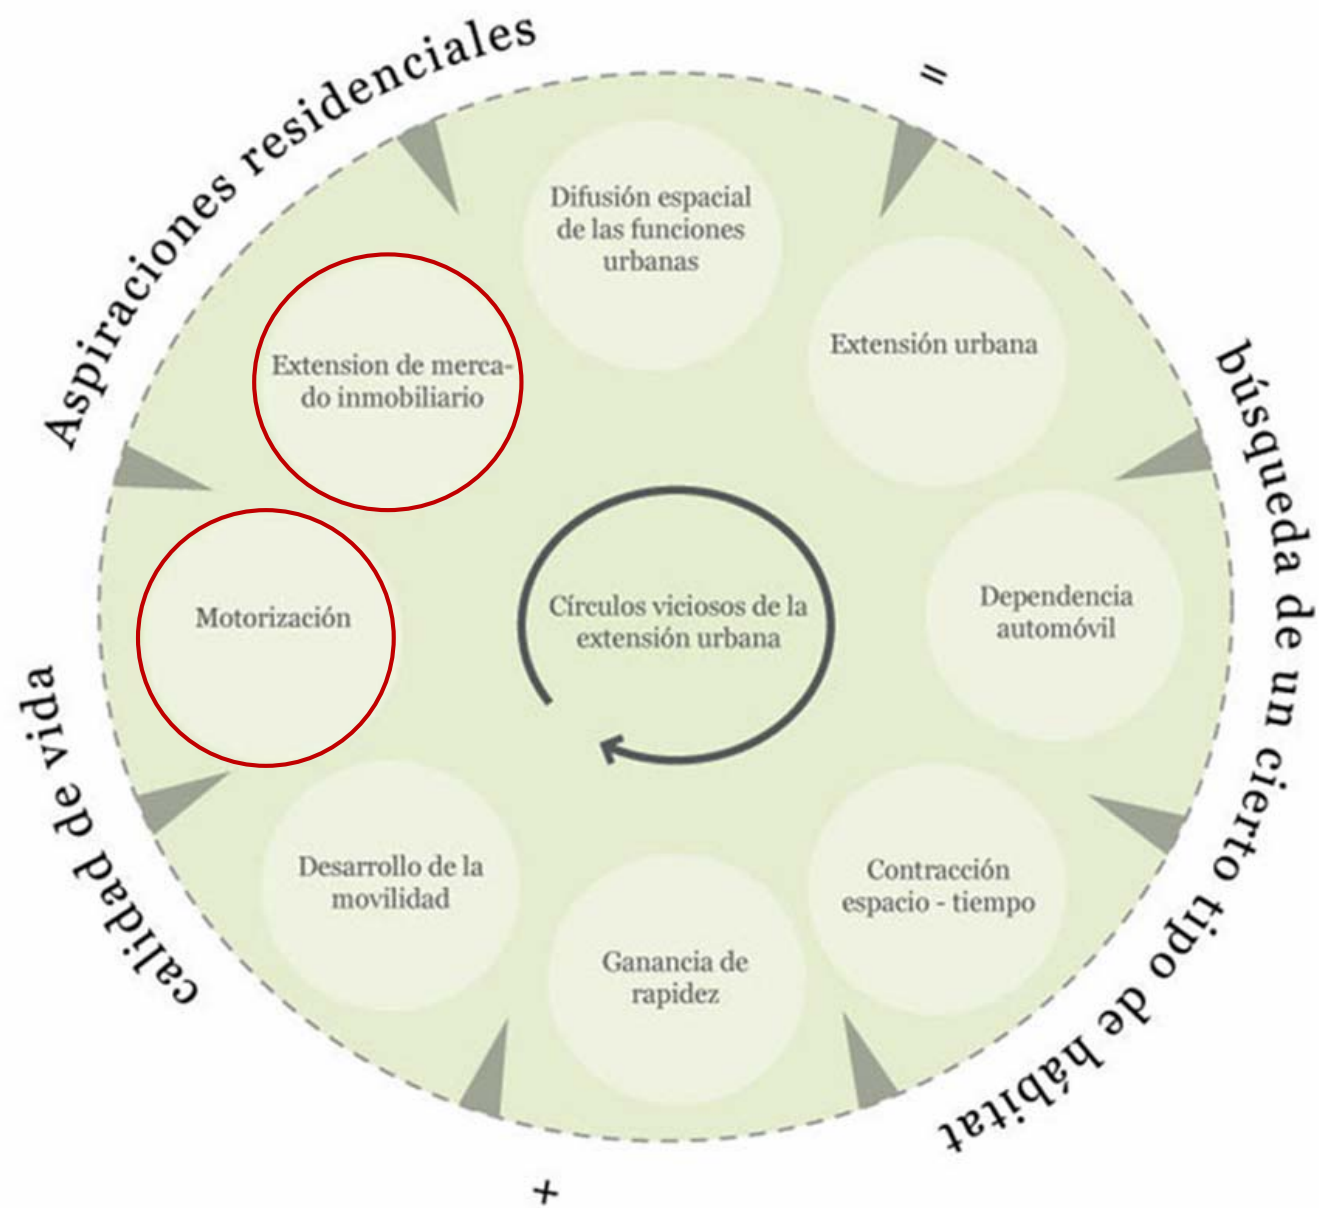 Aspiraciones residenciales
=
búsqueda de un cierto tipo de hábitat
+
calidad de vida
Difusión espacial
de las funciones
urbanas
Extensión urbana
Dependencia
automóvil
Contracción
espacio - tiempo
Ganancia de
rapidez
Desarrollo de la
movilidad
Motorización
Extension de merca-
do inmobiliario
Círculos viciosos de la
extensión urbana